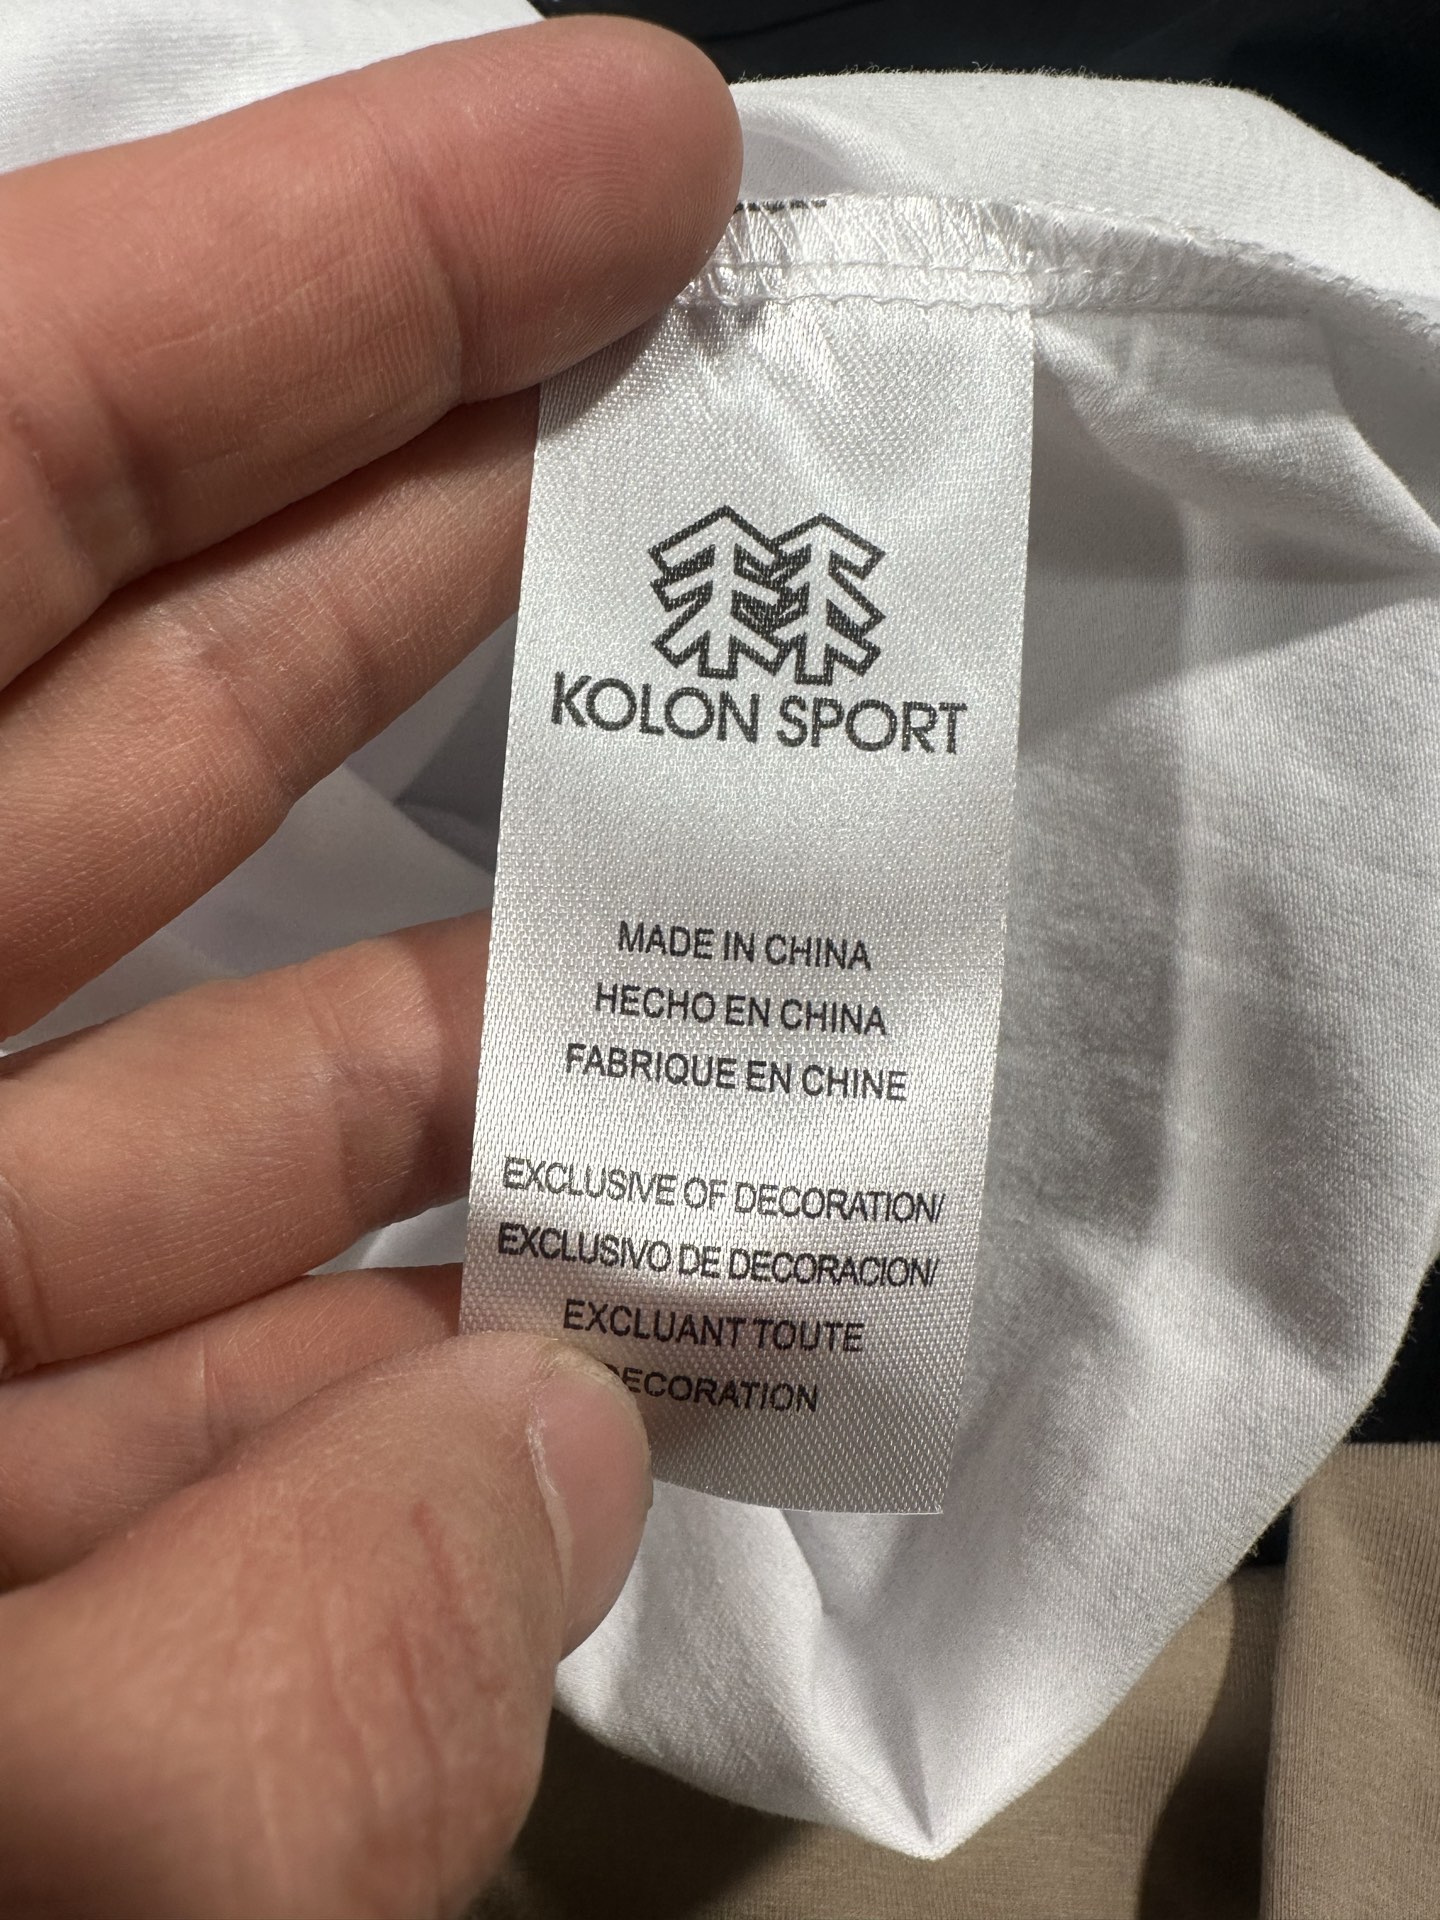 KOLON SPORT
MADE IN CHINA
HECHO EN CHINA
FABRIQUE EN CHINE
EXCLUSIVE OF DECORATION/
EXCLUSIVO DE DECORACION/
EXCLUANT TOUTE
DECORATION